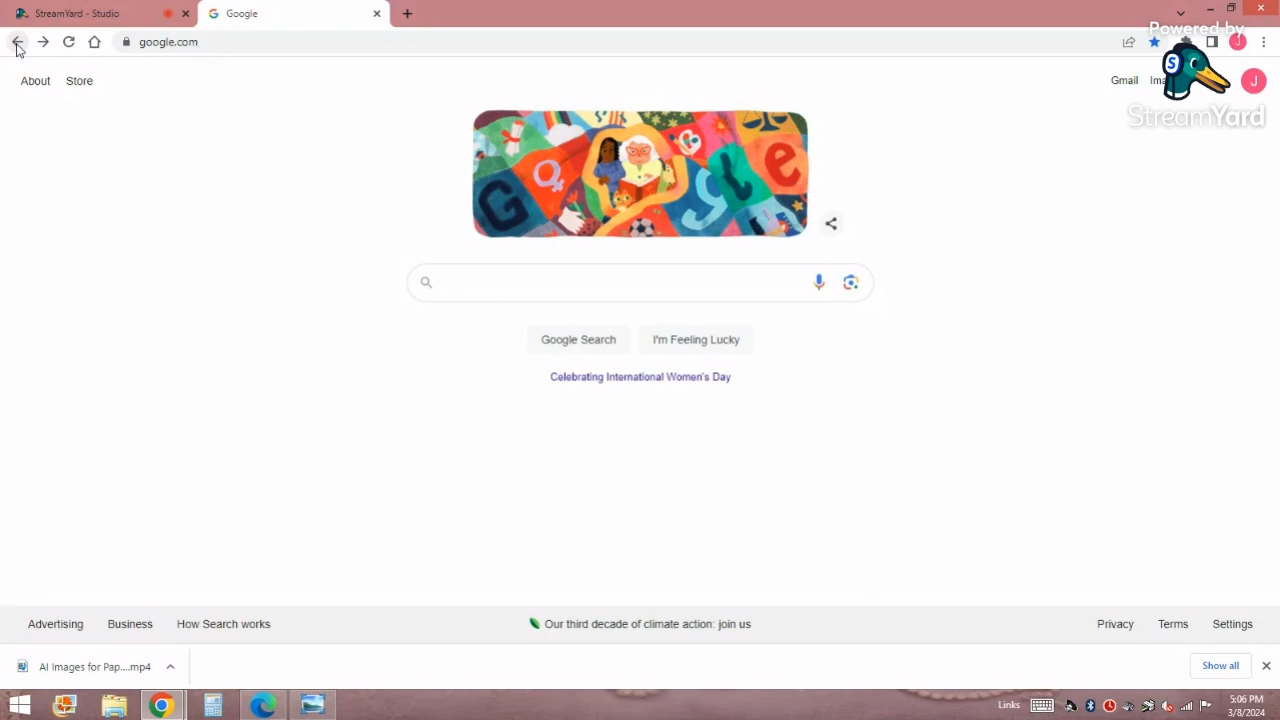 StreamYard - Studio
Google
google.com
Powered by
StreamYard
About
Store
Gmail
J
G g l e
Google Search
I'm Feeling Lucky
Celebrating International Women's Day
Advertising
Business
How Search works
Our third decade of climate action: join us
Privacy
Terms
Settings
AI Images for Pap....mp4
Show all
Links
5:06 PM
3/8/2024